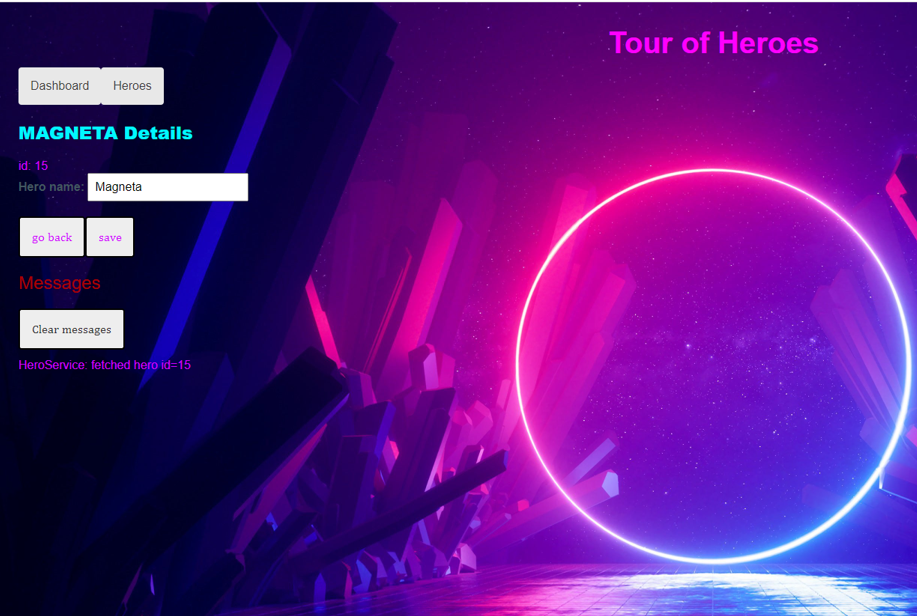 Tour of Heroes
Dashboard Heroes
MAGNETA Details
id: 15
Hero name: Magneta
go back save
Messages
Clear messages
HeroService: fetched hero id=15